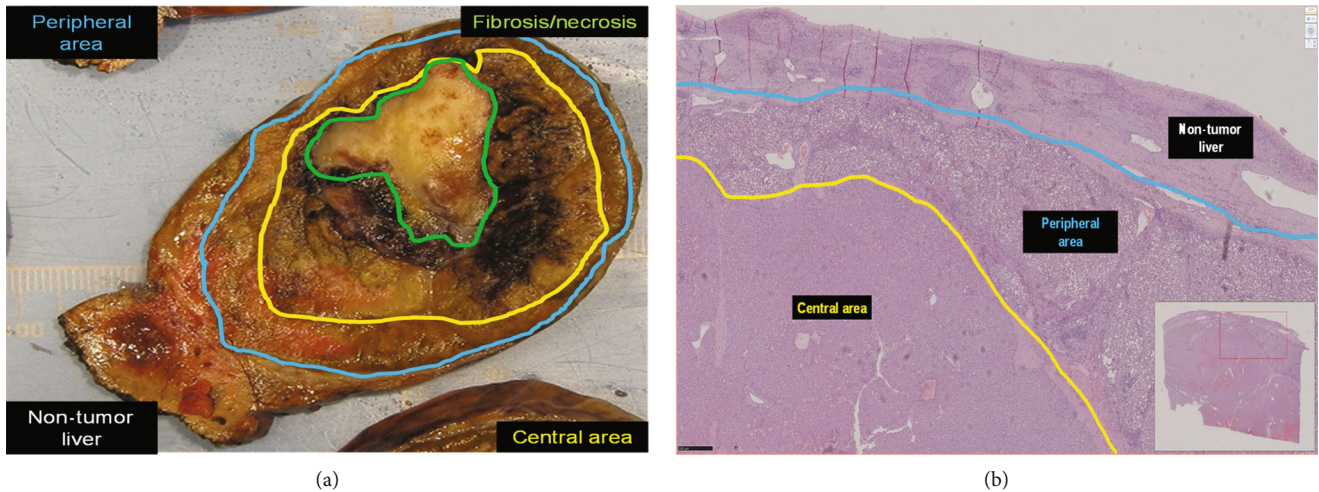 Peripheral
area
Fibrosis/necrosis
Non-tumor
liver
Central area
(a)
Non-tumor
liver
Peripheral
area
Central area
(b)